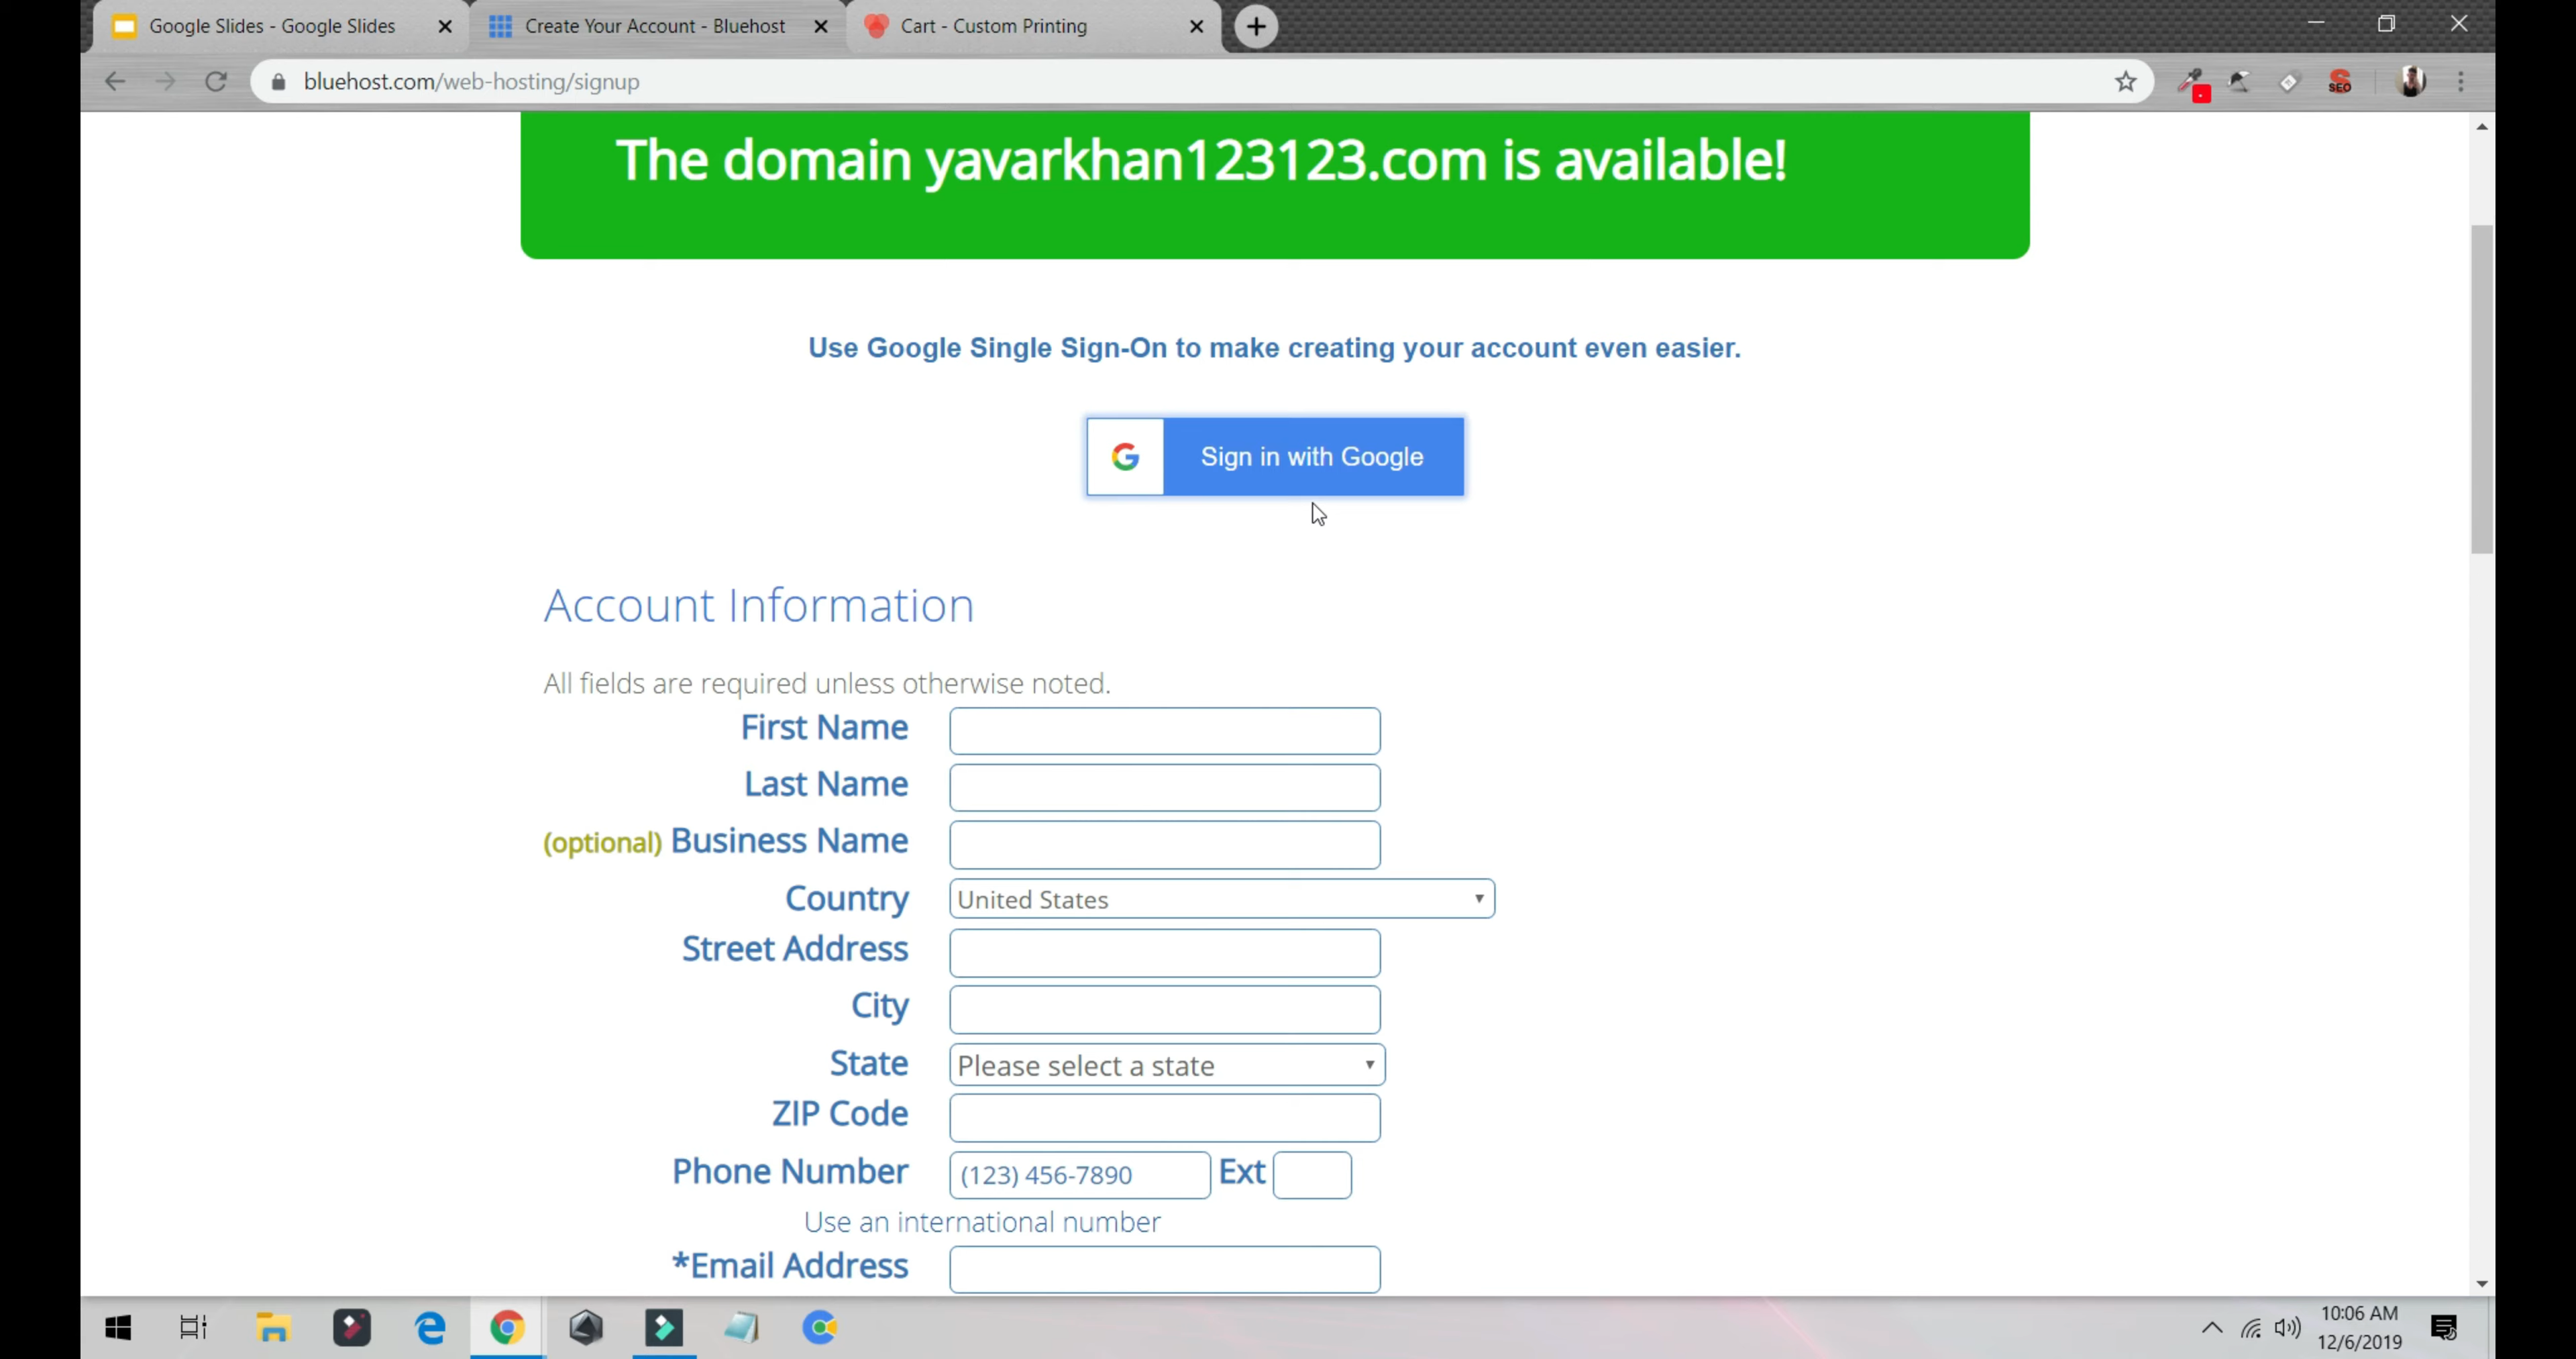 Google Slides - Google Slides
Create Your Account - Bluehost
Cart - Custom Printing
bluehost.com/web-hosting/signup
SEO
The domain yavarkhan123123.com is available!
Use Google Single Sign-On to make creating your account even easier.
G Sign in with Google
Account Information
All fields are required unless otherwise noted.
First Name
Last Name
(optional) Business Name
Country United States
Street Address
City
State Please select a state
ZIP Code
Phone Number (123) 456-7890 Ext
Use an international number
*Email Address
10:06 AM
12/6/2019